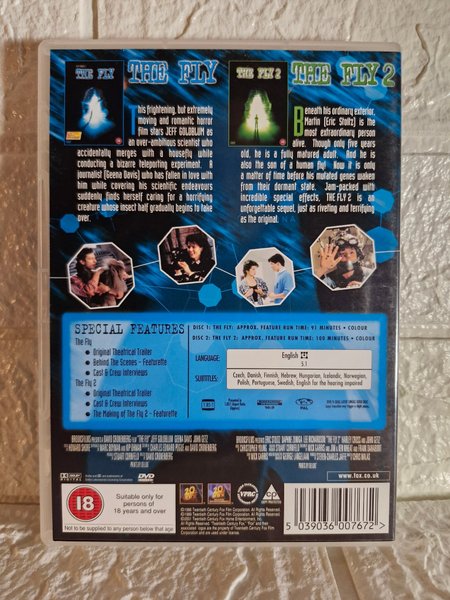 THE FLY
THE FLY
THE FLY 2
THE FLY 2
This frightening, but extremely
moving and romantic horror
film stars JEFF GOLDBLUM as
an over-ambitious scientist who
accidentally merges with a housefly while
conducting a bizarre teleporting experiment. A
journalist (Geena Davis) who has fallen in love with
him while covering his scientific endeavours
suddenly finds herself caring for a horrifying
creature whose insect half gradually begins to take
over.
Beneath his ordinary exterior,
Martin (Eric Stoltz) is the
most extraordinary person
alive. Though only five years
old, he is a fully matured adult. And he is
also the son of a human fly! Now it is only
a matter of time before his mutated genes waken
from their dormant state. Jam-packed with
incredible special effects, THE FLY 2 is an
unforgettable sequel, just as riveting and terrifying
as the original.
SPECIAL FEATURES
The Fly
• Original Theatrical Trailer
• Behind The Scenes - Featurette
• Cast & Crew Interviews
The Fly 2
• Original Theatrical Trailer
• Cast & Crew Interviews
• The Making of The Fly 2 - Featurette
DISC 1: THE FLY: APPROX. FEATURE RUN TIME: 91 MINUTES • COLOUR
DISC 2: THE FLY 2: APPROX. FEATURE RUN TIME: 100 MINUTES • COLOUR
LANGUAGE:
English
5.1
SUBTITLES:
Czech, Danish, Finnish, Hebrew, Hungarian, Icelandic, Norwegian,
Polish, Portuguese, Swedish, English for the hearing impaired
1.85:1
PAL
DOLBY
DIGITAL
DVD
VIDEO
www.fox.co.uk
18
Suitable only for
persons of
18 years and over
Not to be supplied to any person below that age
VPRC
5 039036 007672 >